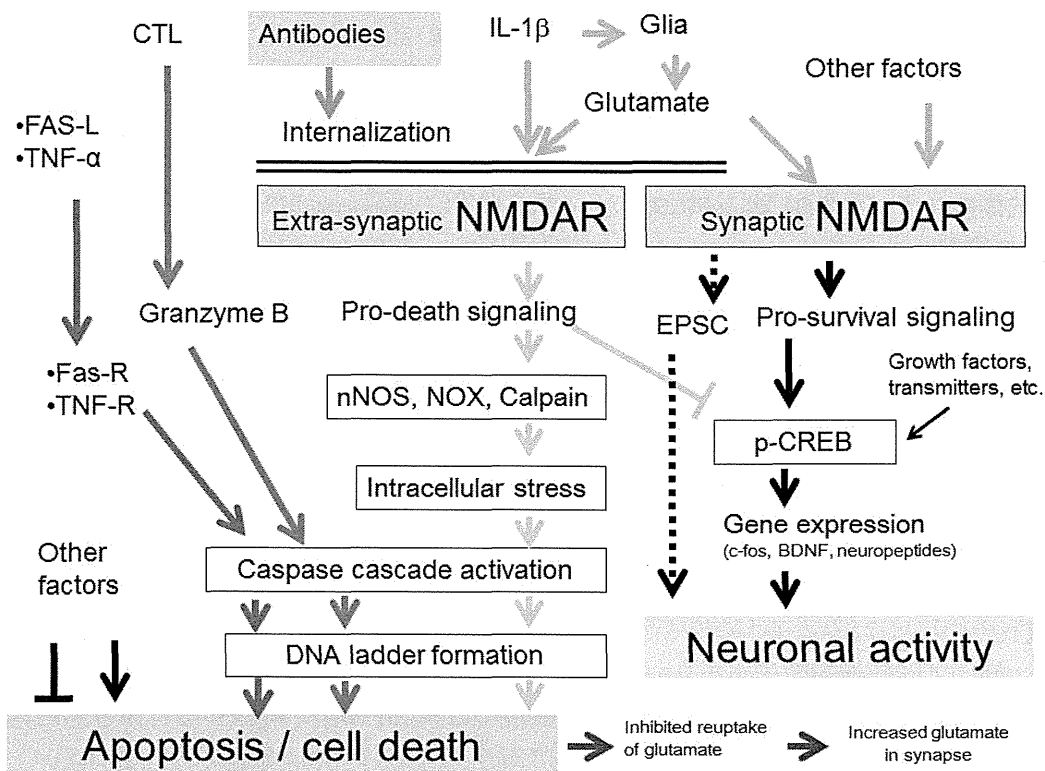 CTL
Antibodies
IL-1β
Glia
Other factors
Glutamate
•FAS-L
•TNF-α
Internalization
Extra-synaptic NMDAR
Synaptic NMDAR
Granzyme B
Pro-death signaling
EPSC
Pro-survival signaling
•Fas-R
•TNF-R
Growth factors,
transmitters, etc.
nNOS, NOX, Calpain
p-CREB
Intracellular stress
Gene expression
(c-fos, BDNF, neuropeptides)
Other
factors
Caspase cascade activation
DNA ladder formation
Neuronal activity
Apoptosis / cell death
Inhibited reuptake
of glutamate
Increased glutamate
in synapse